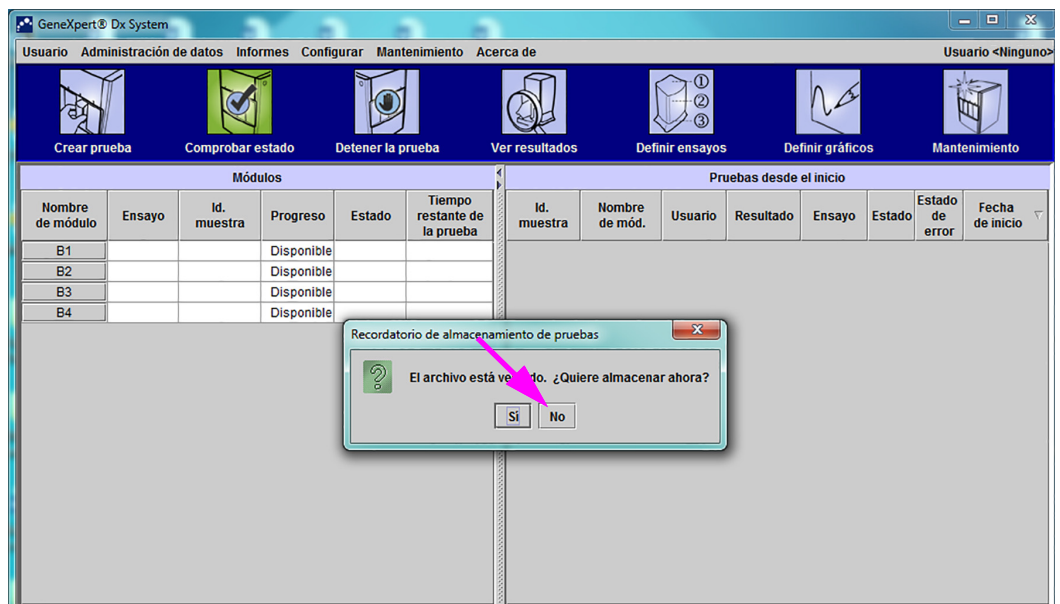 GeneXpert® Dx System
Usuario Administración de datos Informes Configurar Mantenimiento Acerca de Usuario <Ninguno>
Crear prueba Comprobar estado Detener la prueba Ver resultados Definir ensayos Definir gráficos Mantenimiento
① ② ③
Módulos
Nombre de módulo Ensayo Id. muestra Progreso Estado Tiempo restante de la prueba
B1 Disponible
B2 Disponible
B3 Disponible
B4 Disponible
Pruebas desde el inicio
Id. muestra Nombre de mód. Usuario Resultado Ensayo Estado Estado de error Fecha de inicio
Recordatorio de almacenamiento de pruebas
El archivo está ¿Quiere almacenar ahora?
Sí No